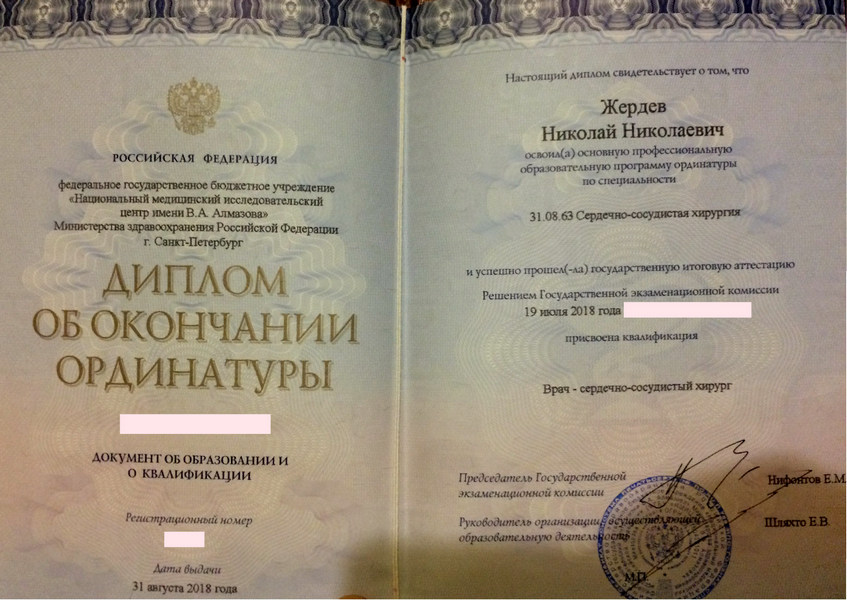 РОССИЙСКАЯ ФЕДЕРАЦИЯ
федеральное государственное бюджетное учреждение
«Национальный медицинский исследовательский
центр имени В.А. Алмазова»
Министерства здравоохранения Российской Федерации
г. Санкт-Петербург
ДИПЛОМ
ОБ ОКОНЧАНИИ
ОРДИНАТУРЫ
ДОКУМЕНТ ОБ ОБРАЗОВАНИИ И
О КВАЛИФИКАЦИИ
Регистрационный номер
Дата выдачи
31 августа 2018 года
Настоящий диплом свидетельствует о том, что
Жердев
Николай Николаевич
освоил(а) основную профессиональную
образовательную программу ординатуры
по специальности
31.08.63 Сердечно-сосудистая хирургия
и успешно прошел(-ла) государственную итоговую аттестацию
Решением Государственной экзаменационной комиссии
19 июля 2018 года
присвоена квалификация
Врач - сердечно-сосудистый хирург
Председатель Государственной
экзаменационной комиссии
Нифонтов Е.М.
Руководитель организации, осуществляющей
образовательную деятельность
Шляхто Е.В.
М.П.